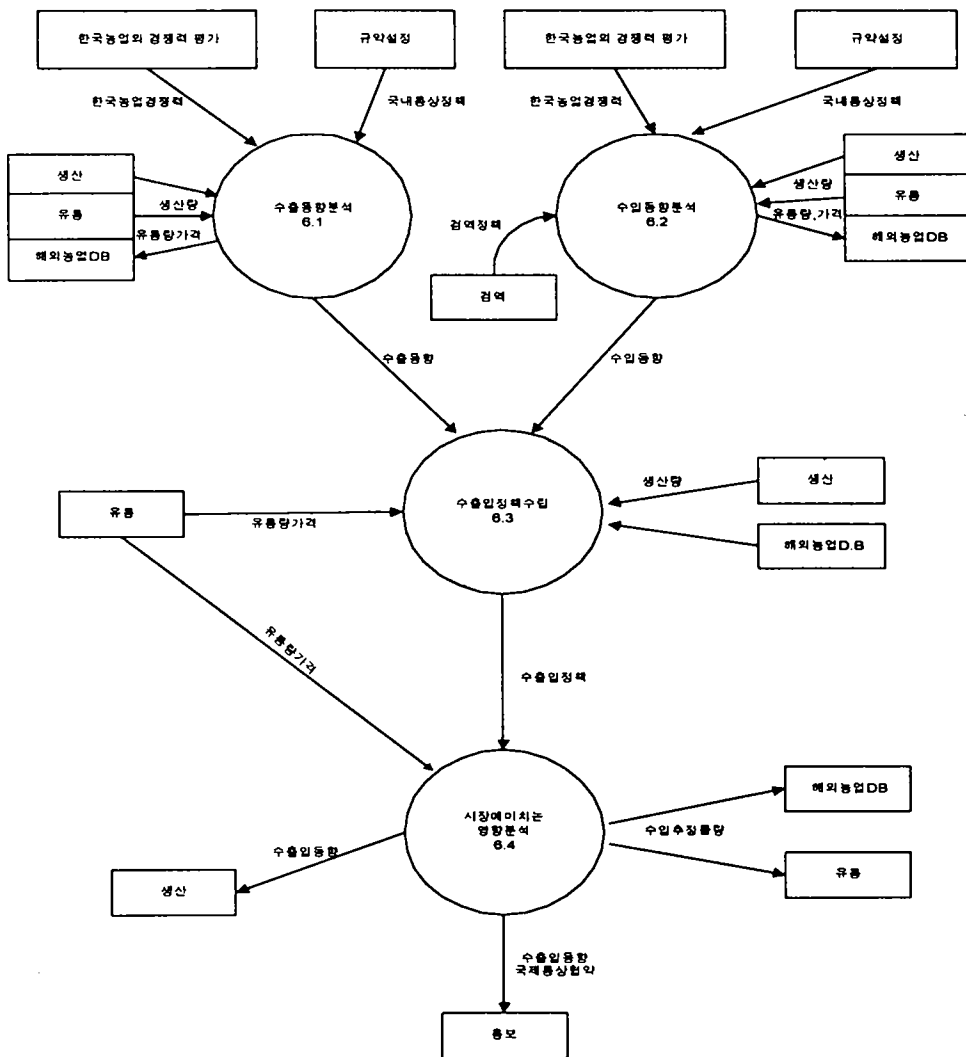 한국농업의 경쟁력 평가
규약설정
한국농업의 경쟁력 평가
규약설정
한국농업경쟁력
국내통상정책
한국농업경쟁력
국내통상정책
생산
유통
해외농업DB
생산량
유통량가격
수출동향분석
6.1
검역정책
검역
수입동향분석
6.2
생산량
유통량,가격
생산
유통
해외농업DB
수출동향
수입동향
유통
유통량가격
수출입정책수립
6.3
생산량
생산
해외농업D.B
유통량가격
수출입정책
시장에미치는
영향분석
6.4
수출입동향
생산
해외농업DB
수입추정물량
유통
수출입동향
국제통상협약
홍보